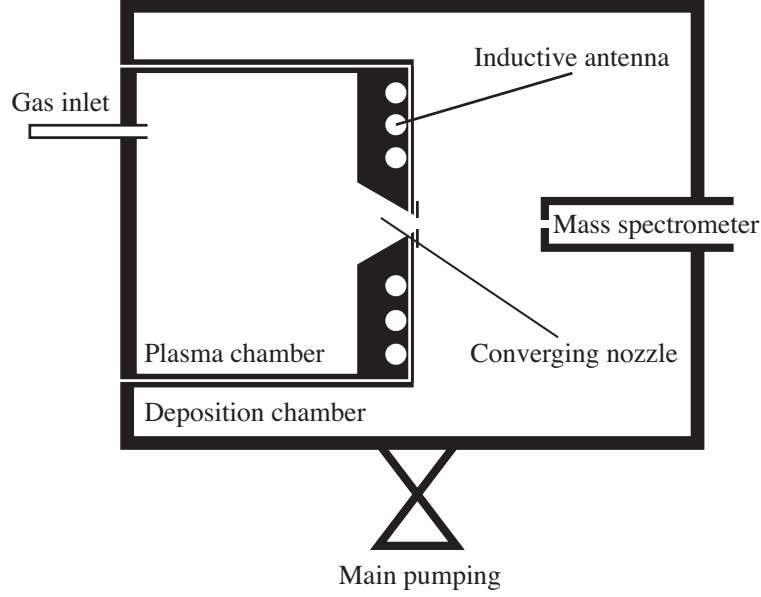 Inductive antenna
Gas inlet
Mass spectrometer
Plasma chamber
Converging nozzle
Deposition chamber
Main pumping